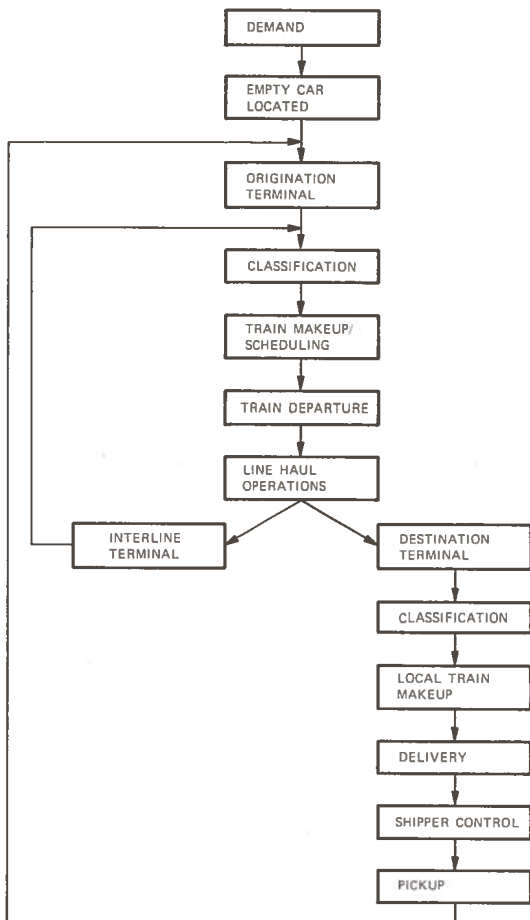 DEMAND
EMPTY CAR
LOCATED
ORIGINATION
TERMINAL
CLASSIFICATION
TRAIN MAKEUP/
SCHEDULING
TRAIN DEPARTURE
LINE HAUL
OPERATIONS
INTERLINE
TERMINAL
DESTINATION
TERMINAL
CLASSIFICATION
LOCAL TRAIN
MAKEUP
DELIVERY
SHIPPER CONTROL
PICKUP